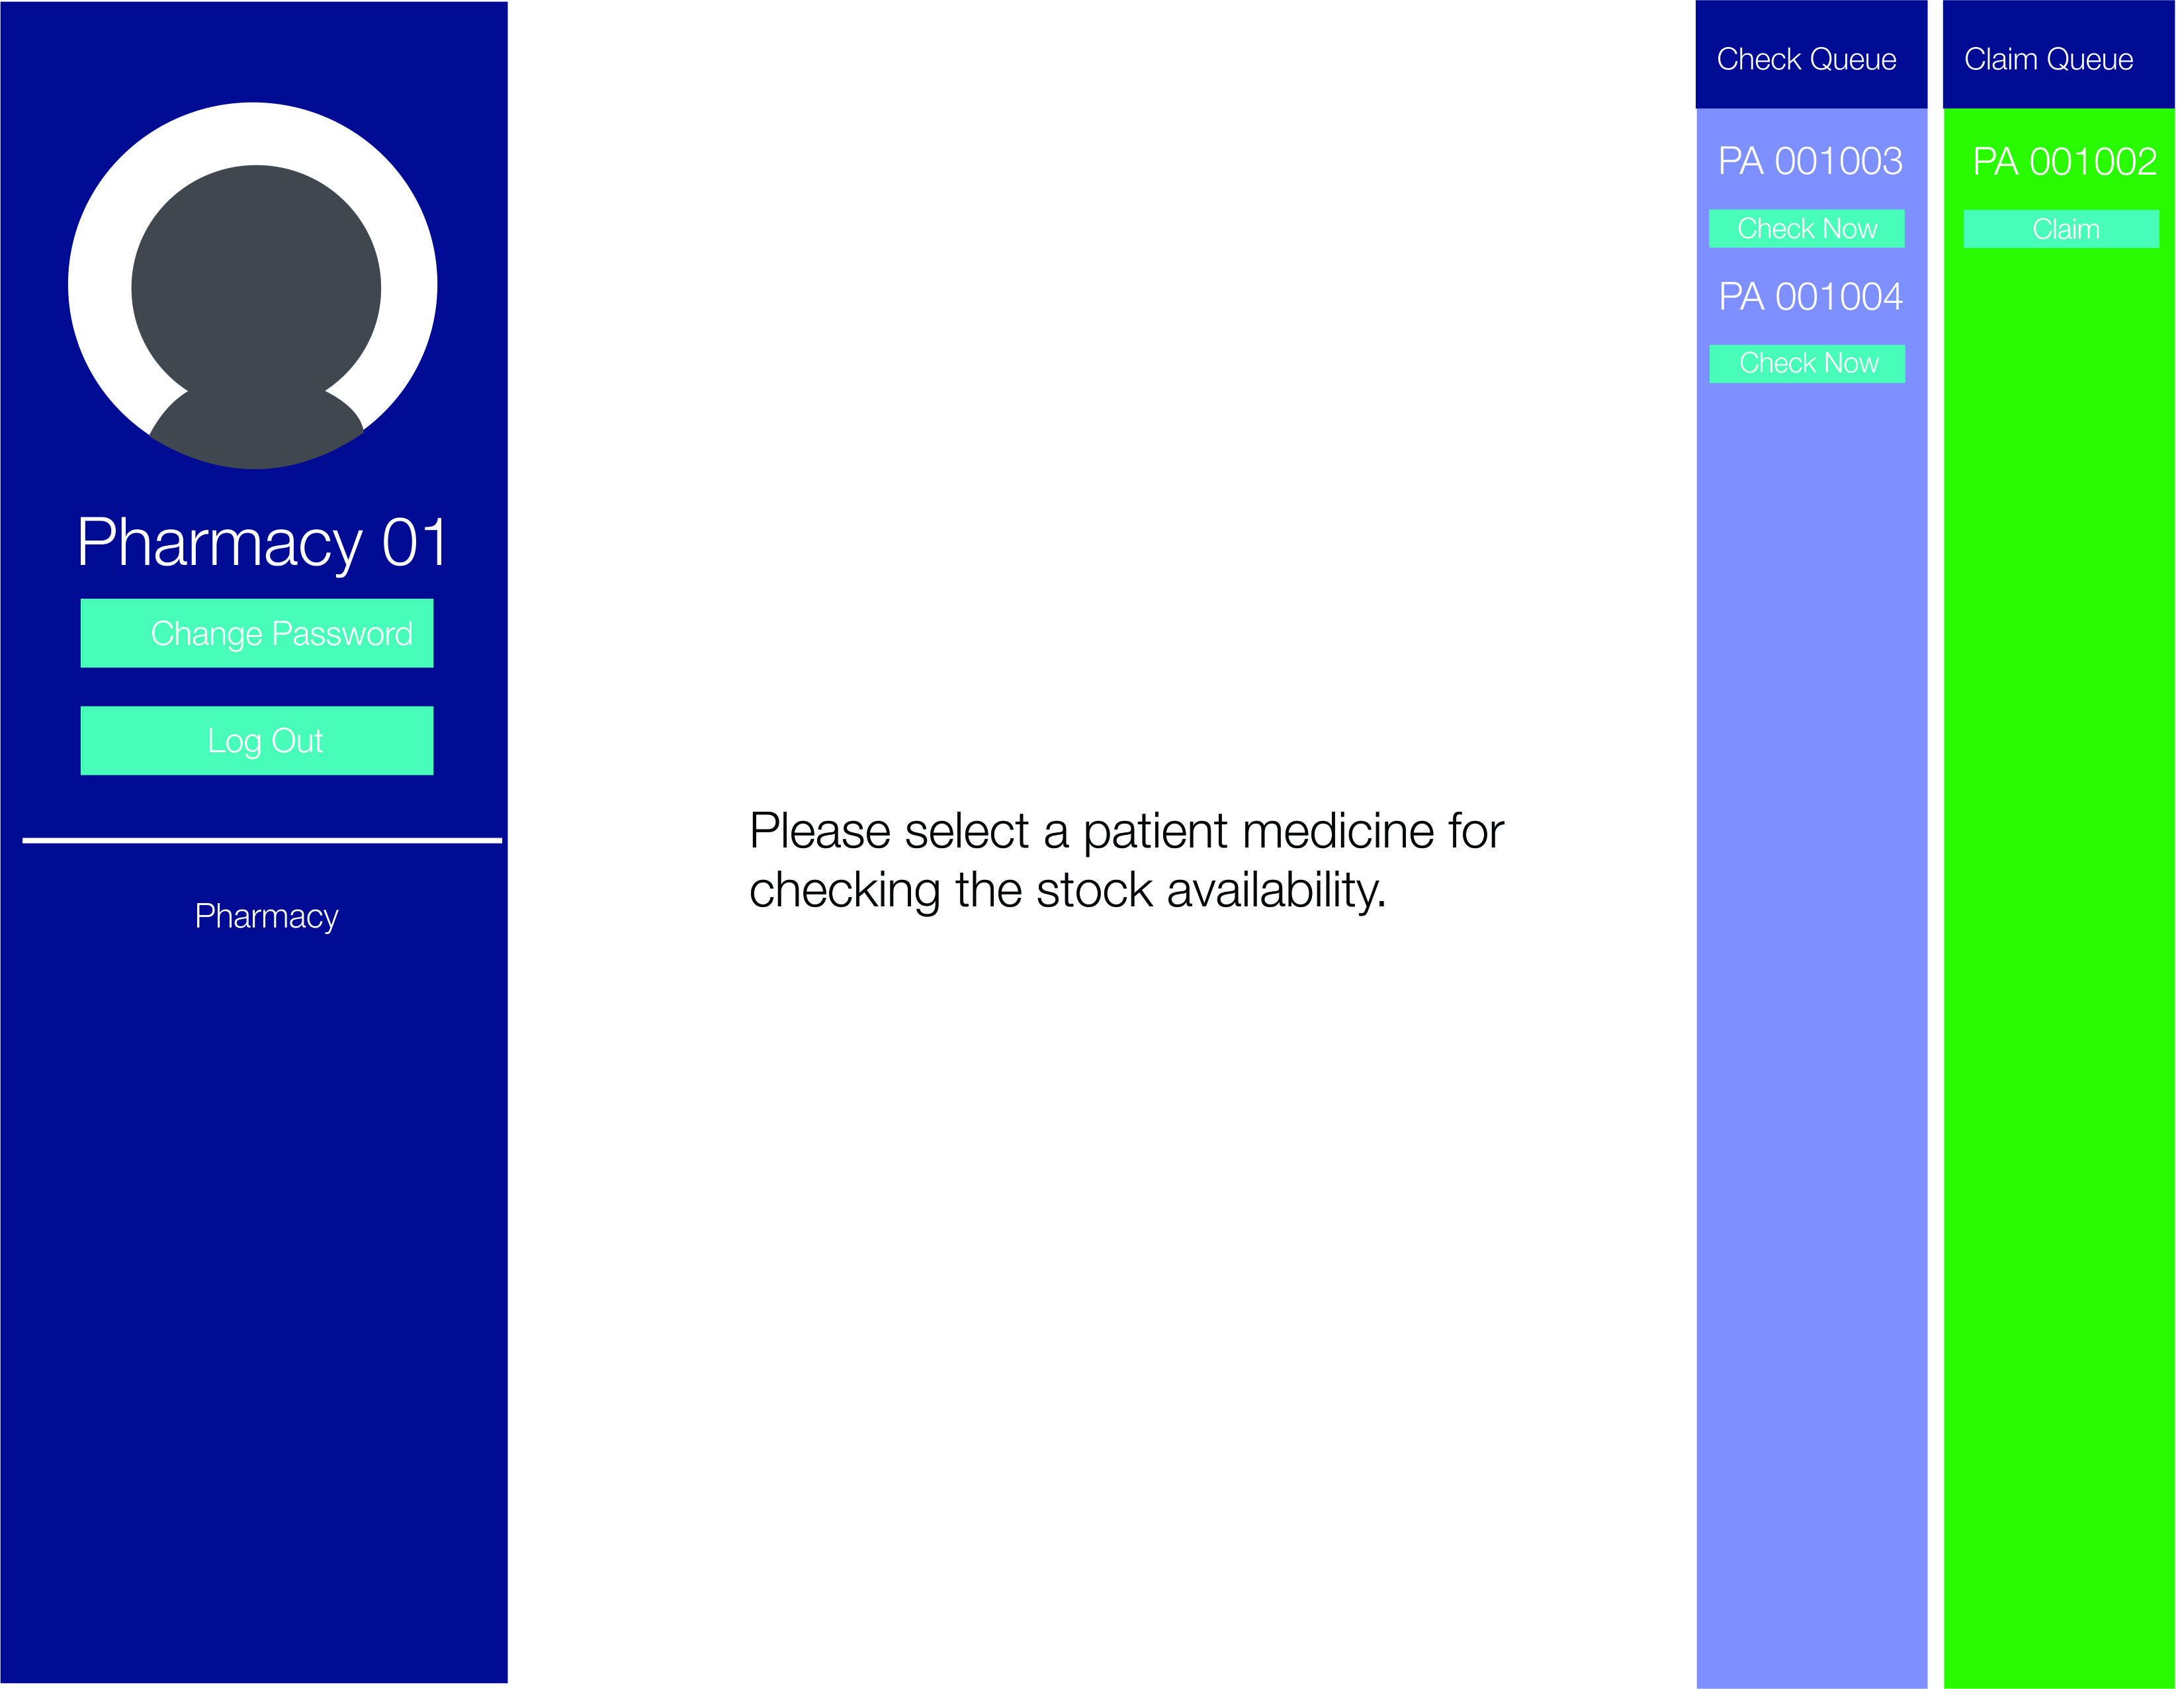 Pharmacy 01
Change Password
Log Out
Pharmacy
Please select a patient medicine for
checking the stock availability.
Check Queue
PA 001003
Check Now
PA 001004
Check Now
Claim Queue
PA 001002
Claim